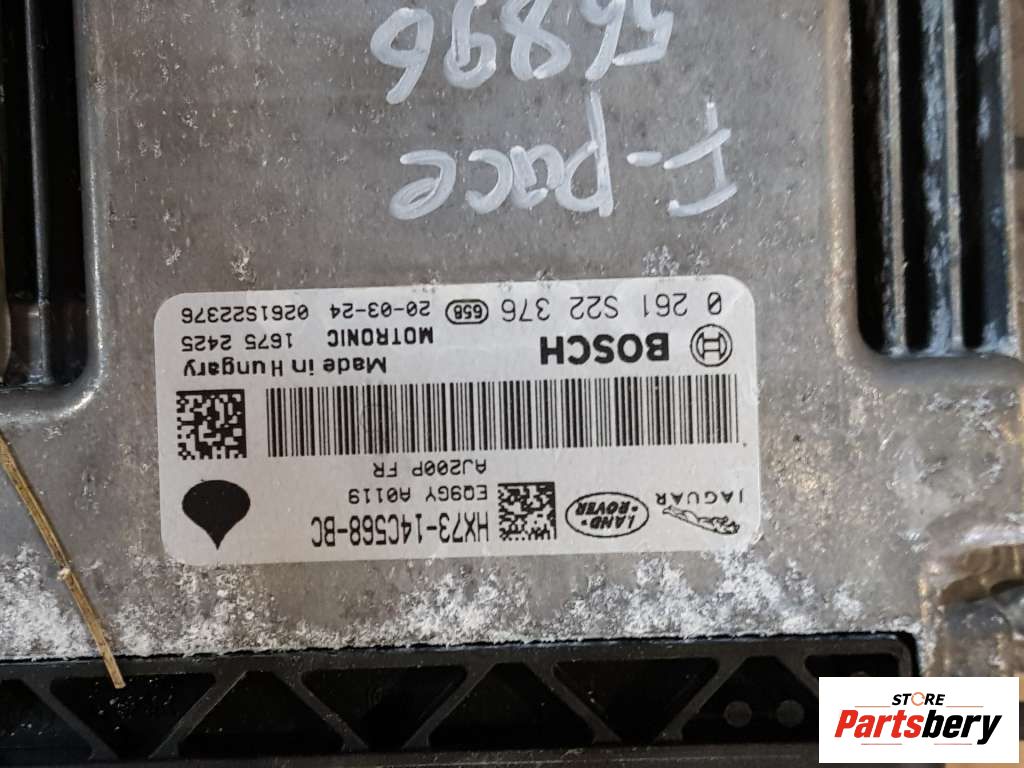 JAGUAR
LAND-
ROVER
HX73-14C568-BC
EQ9GY A0119
AJ200P FR
BOSCH
Made in Hungary
MOTRONIC 1675 2425
0 261 S22 376 658 20-03-24 0261S22376
F-pace
56896
STORE
Partsbery